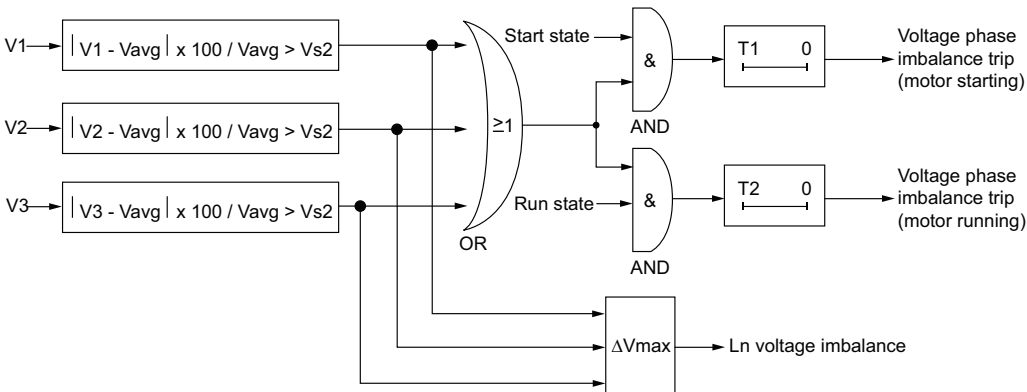 V1
| V1 - Vavg | x 100 / Vavg > Vs2
V2
| V2 - Vavg | x 100 / Vavg > Vs2
V3
| V3 - Vavg | x 100 / Vavg > Vs2
≥1
OR
Start state
&
AND
Run state
&
AND
T1 0
T2 0
Voltage phase
imbalance trip
(motor starting)
Voltage phase
imbalance trip
(motor running)
ΔVmax
Ln voltage imbalance